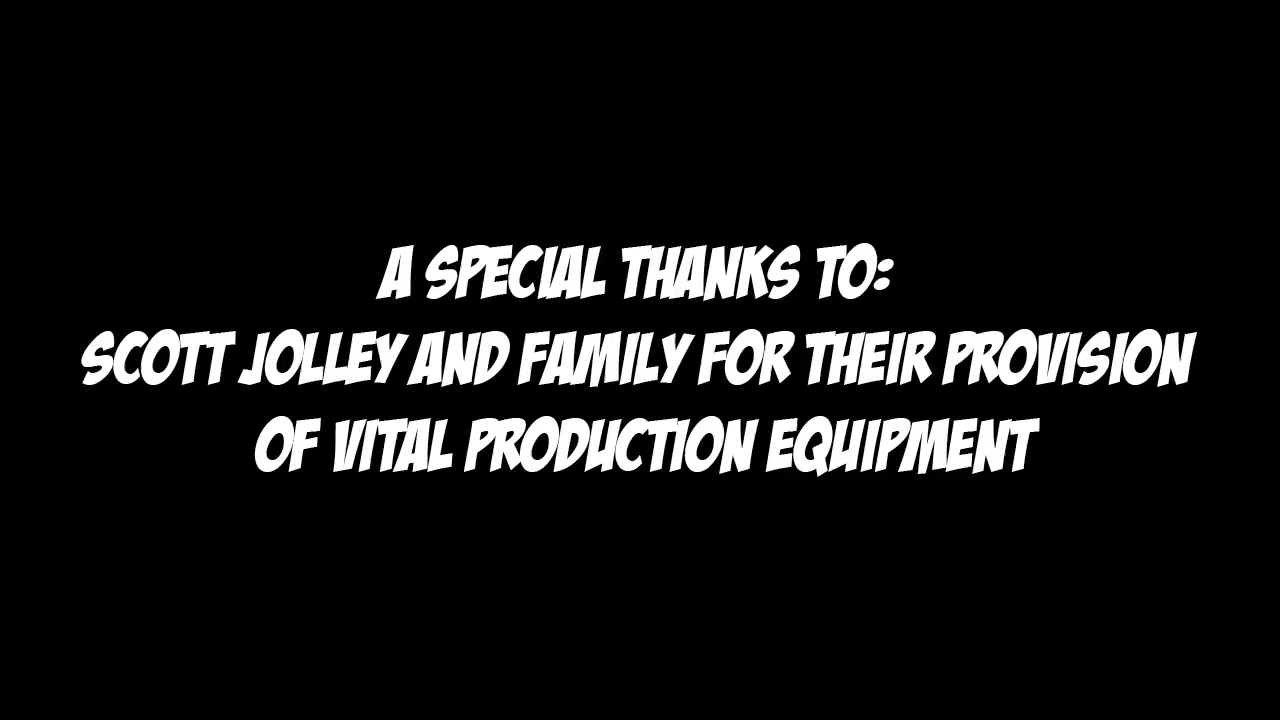 A SPECIAL THANKS TO:
SCOTT JOLLEY AND FAMILY FOR THEIR PROVISION
OF VITAL PRODUCTION EQUIPMENT